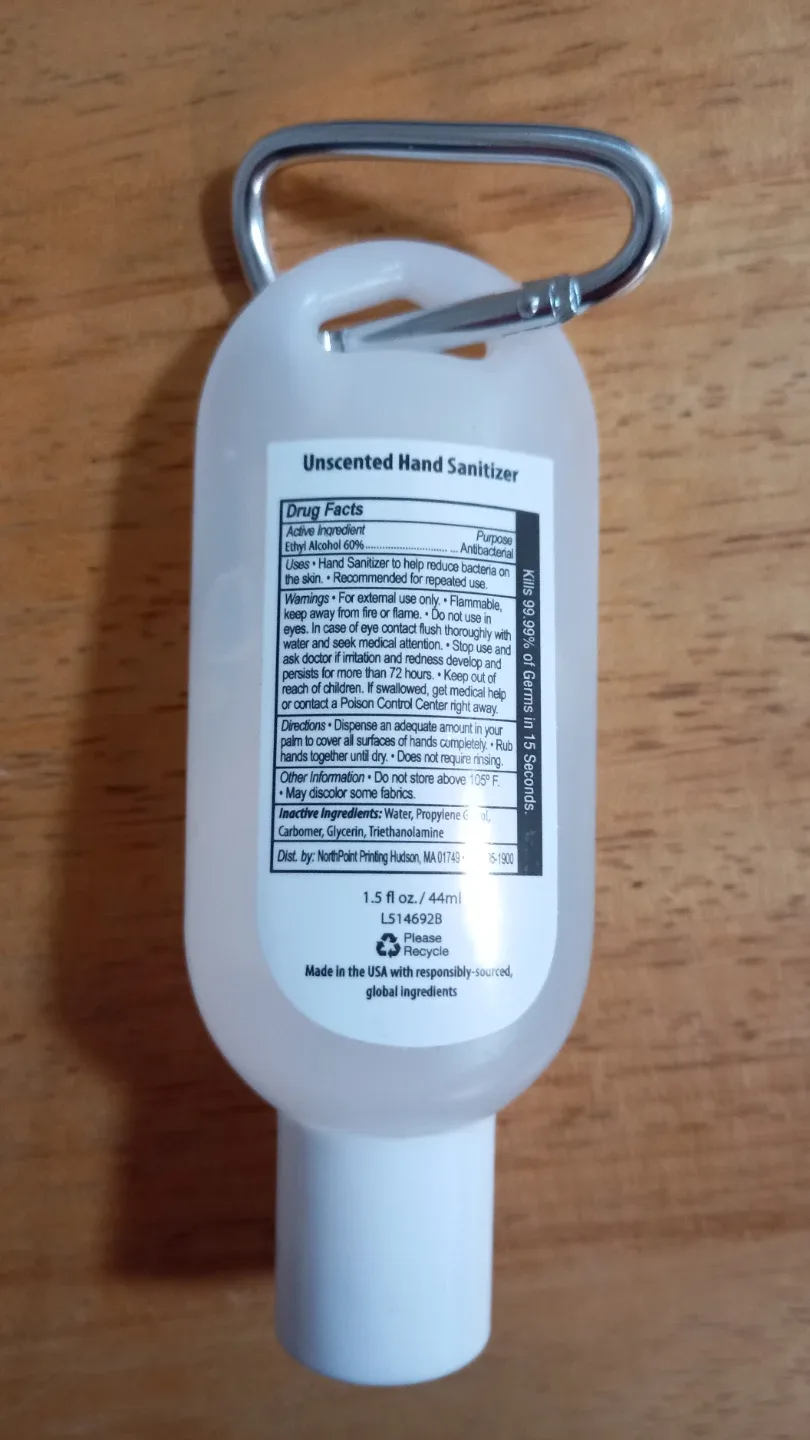 Unscented Hand Sanitizer
Drug Facts
Active Ingredient Purpose
Ethyl Alcohol 60%............................ ... Antibacterial
Uses • Hand Sanitizer to help reduce bacteria on
the skin. • Recommended for repeated use.
Warnings • For external use only. • Flammable,
keep away from fire or flame. • Do not use in
eyes. In case of eye contact flush thoroughly with
water and seek medical attention. • Stop use and
ask doctor if irritation and redness develop and
persists for more than 72 hours. • Keep out of
reach of children. If swallowed, get medical help
or contact a Poison Control Center right away.
Directions • Dispense an adequate amount in your
palm to cover all surfaces of hands completely. • Rub
hands together until dry. • Does not require rinsing.
Other Information • Do not store above 105º F.
• May discolor some fabrics.
Inactive Ingredients: Water, Propylene
Carbomer, Glycerin, Triethanolamine
Dist. by: NorthPoint Printing Hudson, MA 01749 •
Kills 99.99% of Germs in 15 Seconds.
1.5 fl oz./ 44ml
L514692B
Please
Recycle
Made in the USA with responsibly-sourced,
global ingredients